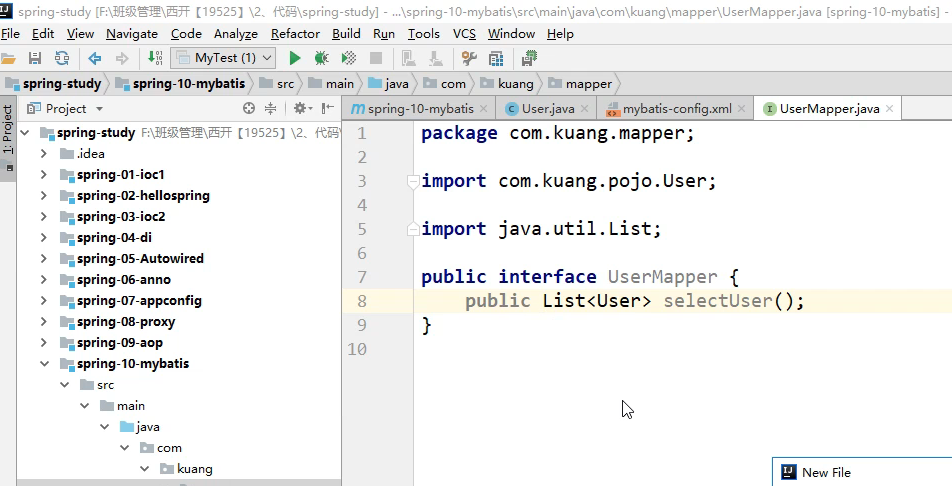 spring-study [F:\班级管理\西开【19525】\2、代码\spring-study] - ...\spring-10-mybatis\src\main\java\com\kuang\mapper\UserMapper.java [spring-10-mybatis] -
File Edit View Navigate Code Analyze Refactor Build Run Tools VCS Window Help
MyTest (1)
spring-study spring-10-mybatis src main java com kuang mapper
1: Project
Project
spring-10-mybatis User.java mybatis-config.xml UserMapper.java
spring-study F:\班级管理\西开【19525】\2、代码\
.idea
spring-01-ioc1
spring-02-hellospring
spring-03-ioc2
spring-04-di
spring-05-Autowired
spring-06-anno
spring-07-appconfig
spring-08-proxy
spring-09-aop
spring-10-mybatis
src
main
java
com
kuang
1 package com.kuang.mapper;
2
3 import com.kuang.pojo.User;
4
5 import java.util.List;
6
7 public interface UserMapper {
8 public List<User> selectUser();
9 }
10
New File